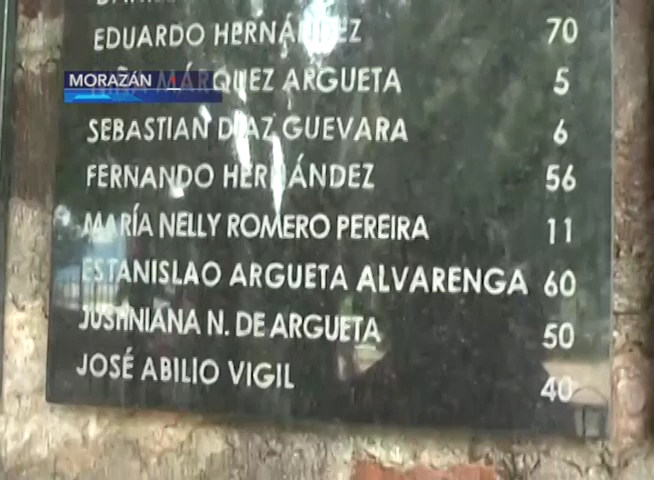 EDUARDO HERNÁNDEZ 70
MORAZÁN
MÁRQUEZ ARGUETA 5
SEBASTIAN DIAZ GUEVARA 6
FERNANDO HERNÁNDEZ 56
MARÍA NELLY ROMERO PEREIRA 11
ESTANISLAO ARGUETA ALVARENGA 60
JUSTINIANA N. DE ARGUETA 50
JOSÉ ABILIO VIGIL 40